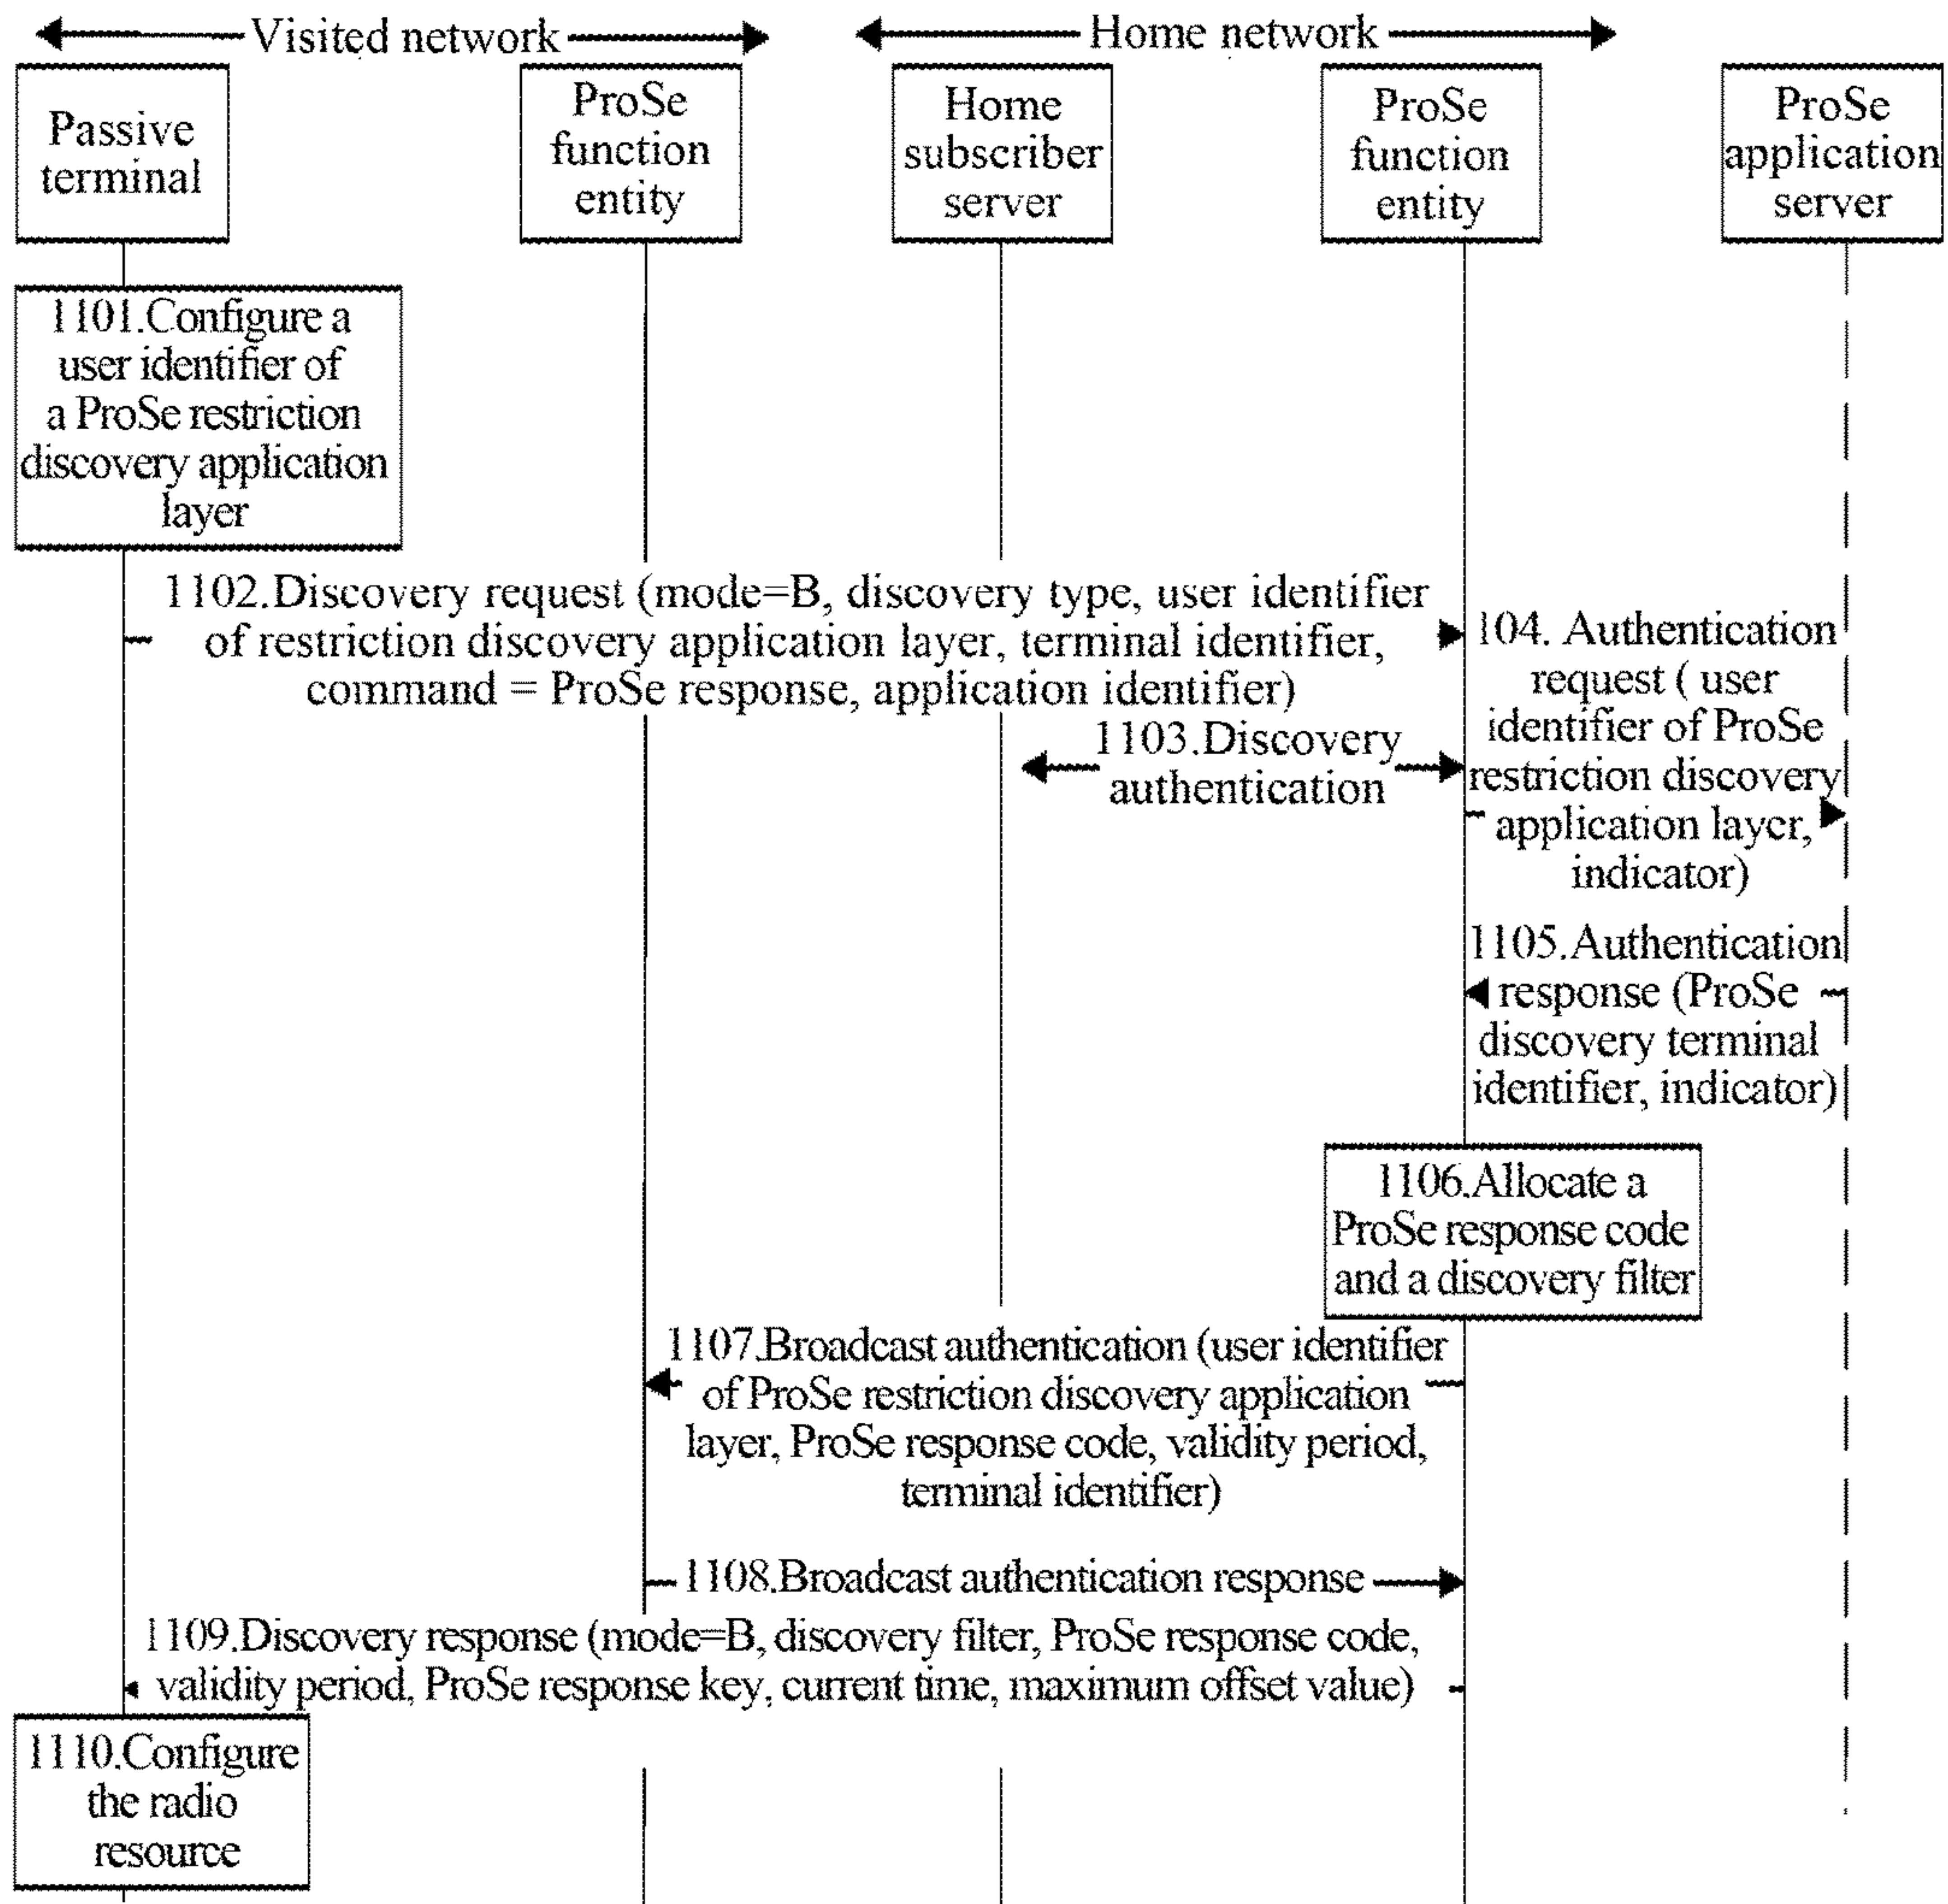 Visited network
Home network
Passive
terminal
ProSe
function
entity
Home
subscriber
server
ProSe
function
entity
ProSe
application
server
1101.Configure a
user identifier of
a ProSe restriction
discovery application
layer
1102.Discovery request (mode=B, discovery type, user identifier
of restriction discovery application layer, terminal identifier,
command = ProSe response, application identifier)
1103.Discovery
authentication
104. Authentication
request ( user
identifier of ProSe
restriction discovery
application layer,
indicator)
1105.Authentication
response (ProSe
discovery terminal
identifier, indicator)
1106.Allocate a
ProSe response code
and a discovery filter
1107.Broadcast authentication (user identifier
of ProSe restriction discovery application
layer, ProSe response code, validity period,
terminal identifier)
1108.Broadcast authentication response
1109.Discovery response (mode=B, discovery filter, ProSe response code,
validity period, ProSe response key, current time, maximum offset value)
1110.Configure
the radio
resource